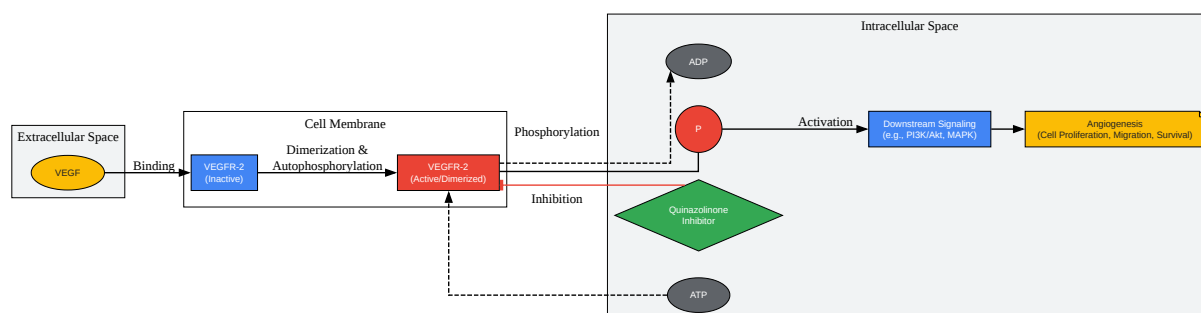 Intracellular Space
ADP
Extracellular Space
VEGF
Binding
Cell Membrane
VEGFR-2
(Inactive)
Dimerization &
Autophosphorylation
VEGFR-2
(Active/Dimerized)
Phosphorylation
P
Activation
Downstream Signaling
(e.g., PI3K/Akt, MAPK)
Angiogenesis
(Cell Proliferation, Migration, Survival)
Inhibition
Quinazolinone
Inhibitor
ATP